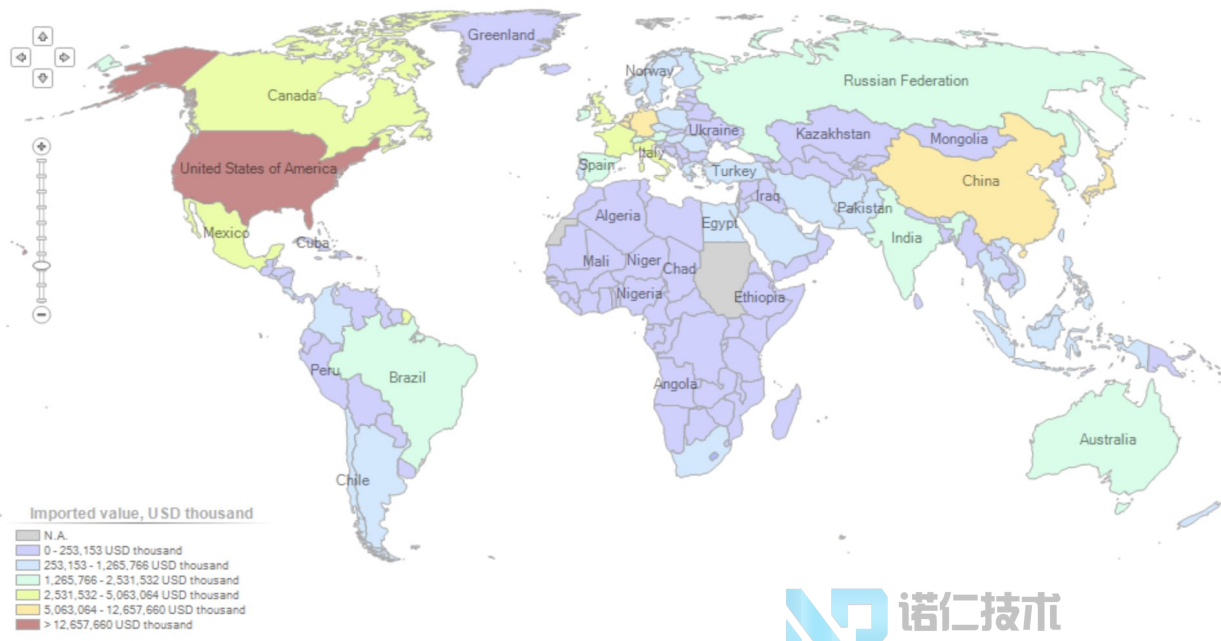 Greenland
Norway
Russian Federation
Canada
Ukraine
Kazakhstan
Mongolia
United States of America
Spain
Italy
Turkey
China
Iraq
Pakistan
Mexico
Cuba
Algeria
Egypt
India
Mali
Niger
Chad
Nigeria
Ethiopia
Peru
Brazil
Angola
Australia
Chile
Imported value, USD thousand
N.A.
0 - 253,153 USD thousand
253,153 - 1,265,766 USD thousand
1,265,766 - 2,531,532 USD thousand
2,531,532 - 5,063,064 USD thousand
5,063,064 - 12,657,660 USD thousand
> 12,657,660 USD thousand
诺仁技术